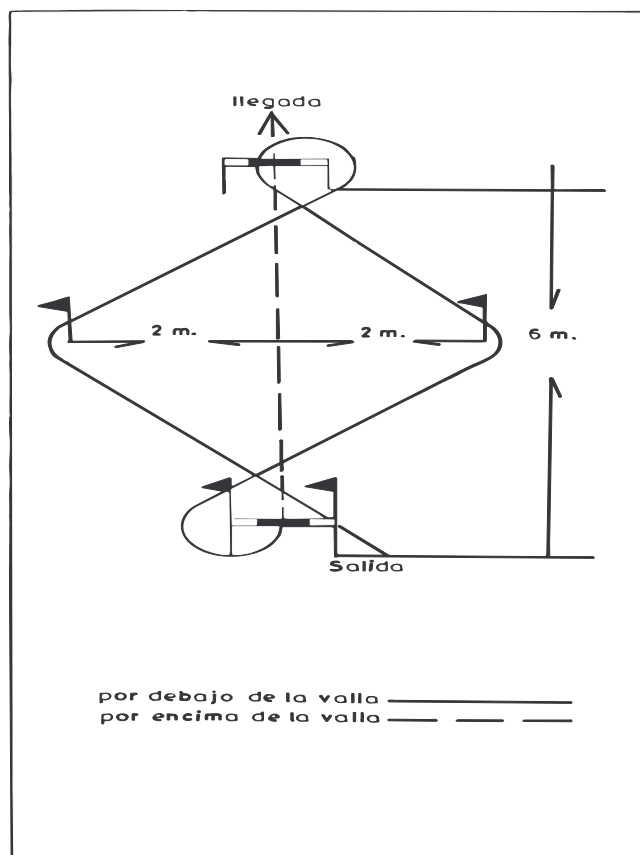 llegada
2 m.
2 m.
6 m.
Salida
por debajo de la valla
por encima de la valla